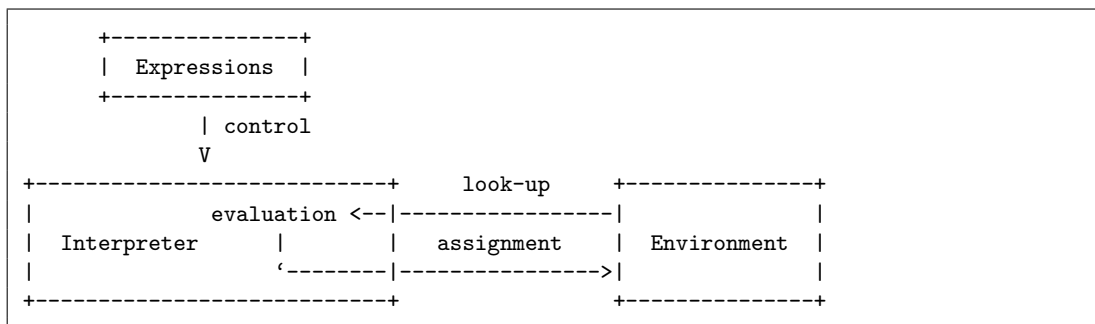 Expressions
control
V
look-up
evaluation
Interpreter assignment Environment